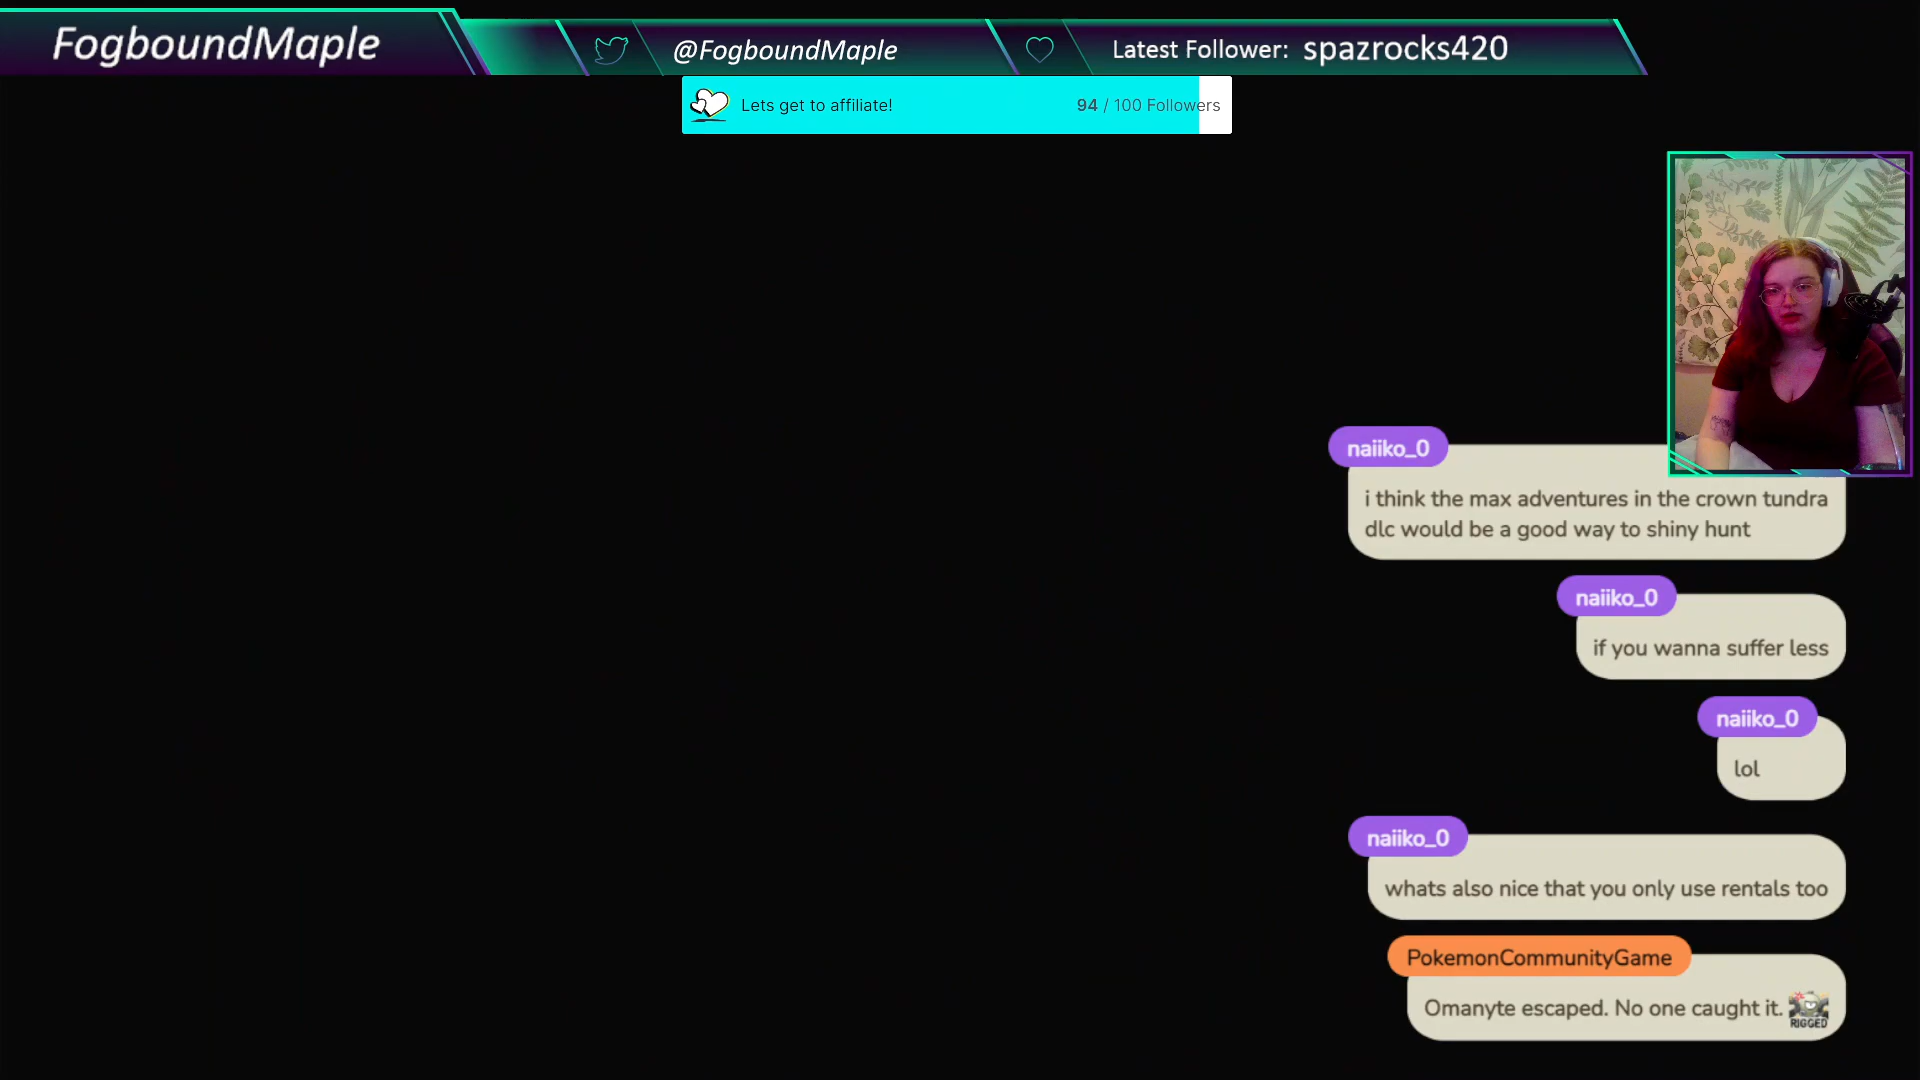 FogboundMaple
@FogboundMaple
Latest Follower: spazrocks420
Lets get to affiliate!
94 / 100 Followers
naiiko_0
i think the max adventures in the crown tundra
dlc would be a good way to shiny hunt
naiiko_0
if you wanna suffer less
naiiko_0
lol
naiiko_0
whats also nice that you only use rentals too
PokemonCommunityGame
Omanyte escaped. No one caught it.
RIGGED